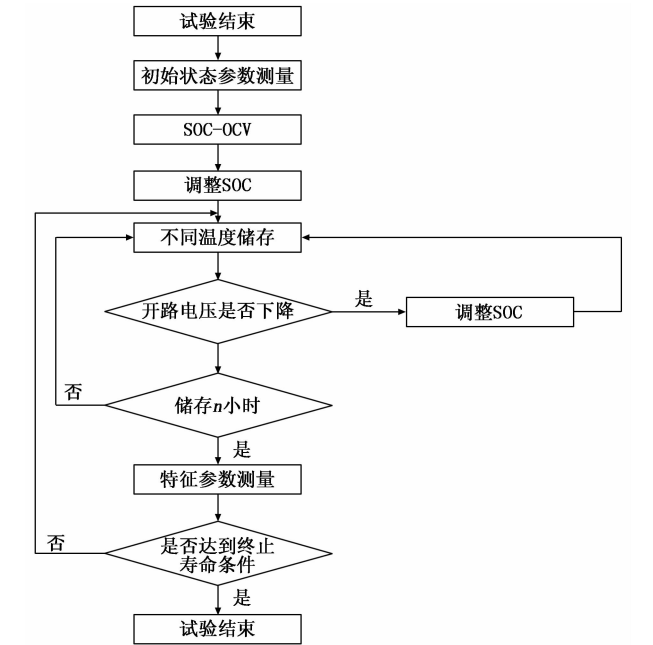 试验结束
初始状态参数测量
SOC-OCV
调整SOC
不同温度储存
开路电压是否下降
是
调整SOC
否
储存n小时
是
特征参数测量
否
是否达到终止
寿命条件
是
试验结束